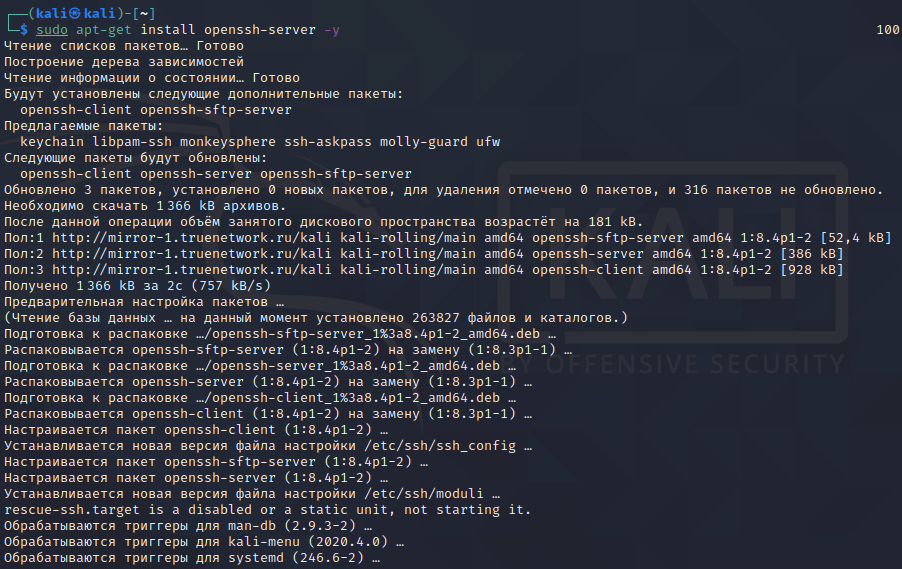 ┌──(kali㉿kali)-[~]
└─$ sudo apt-get install openssh-server -y 100
Чтение списков пакетов… Готово
Построение дерева зависимостей
Чтение информации о состоянии… Готово
Будут установлены следующие дополнительные пакеты:
openssh-client openssh-sftp-server
Предлагаемые пакеты:
keychain libpam-ssh monkeysphere ssh-askpass molly-guard ufw
Следующие пакеты будут обновлены:
openssh-client openssh-server openssh-sftp-server
Обновлено 3 пакетов, установлено 0 новых пакетов, для удаления отмечено 0 пакетов, и 316 пакетов не обновлено.
Необходимо скачать 1 366 kB архивов.
После данной операции объём занятого дискового пространства возрастёт на 181 kB.
Пол:1 http://mirror-1.truenetwork.ru/kali kali-rolling/main amd64 openssh-sftp-server amd64 1:8.4p1-2 [52,4 kB]
Пол:2 http://mirror-1.truenetwork.ru/kali kali-rolling/main amd64 openssh-server amd64 1:8.4p1-2 [386 kB]
Пол:3 http://mirror-1.truenetwork.ru/kali kali-rolling/main amd64 openssh-client amd64 1:8.4p1-2 [928 kB]
Получено 1 366 kB за 2с (757 kB/s)
Предварительная настройка пакетов …
(Чтение базы данных … на данный момент установлено 263827 файлов и каталогов.)
Подготовка к распаковке …/openssh-sftp-server_1%3a8.4p1-2_amd64.deb …
Распаковывается openssh-sftp-server (1:8.4p1-2) на замену (1:8.3p1-1) …
Подготовка к распаковке …/openssh-server_1%3a8.4p1-2_amd64.deb …
Распаковывается openssh-server (1:8.4p1-2) на замену (1:8.3p1-1) …
Подготовка к распаковке …/openssh-client_1%3a8.4p1-2_amd64.deb …
Распаковывается openssh-client (1:8.4p1-2) на замену (1:8.3p1-1) …
Настраивается пакет openssh-client (1:8.4p1-2) …
Устанавливается новая версия файла настройки /etc/ssh/ssh_config …
Настраивается пакет openssh-sftp-server (1:8.4p1-2) …
Настраивается пакет openssh-server (1:8.4p1-2) …
Устанавливается новая версия файла настройки /etc/ssh/moduli …
rescue-ssh.target is a disabled or a static unit, not starting it.
Обрабатываются триггеры для man-db (2.9.3-2) …
Обрабатываются триггеры для kali-menu (2020.4.0) …
Обрабатываются триггеры для systemd (246.6-2) …
KALI
BY OFFENSIVE SECURITY